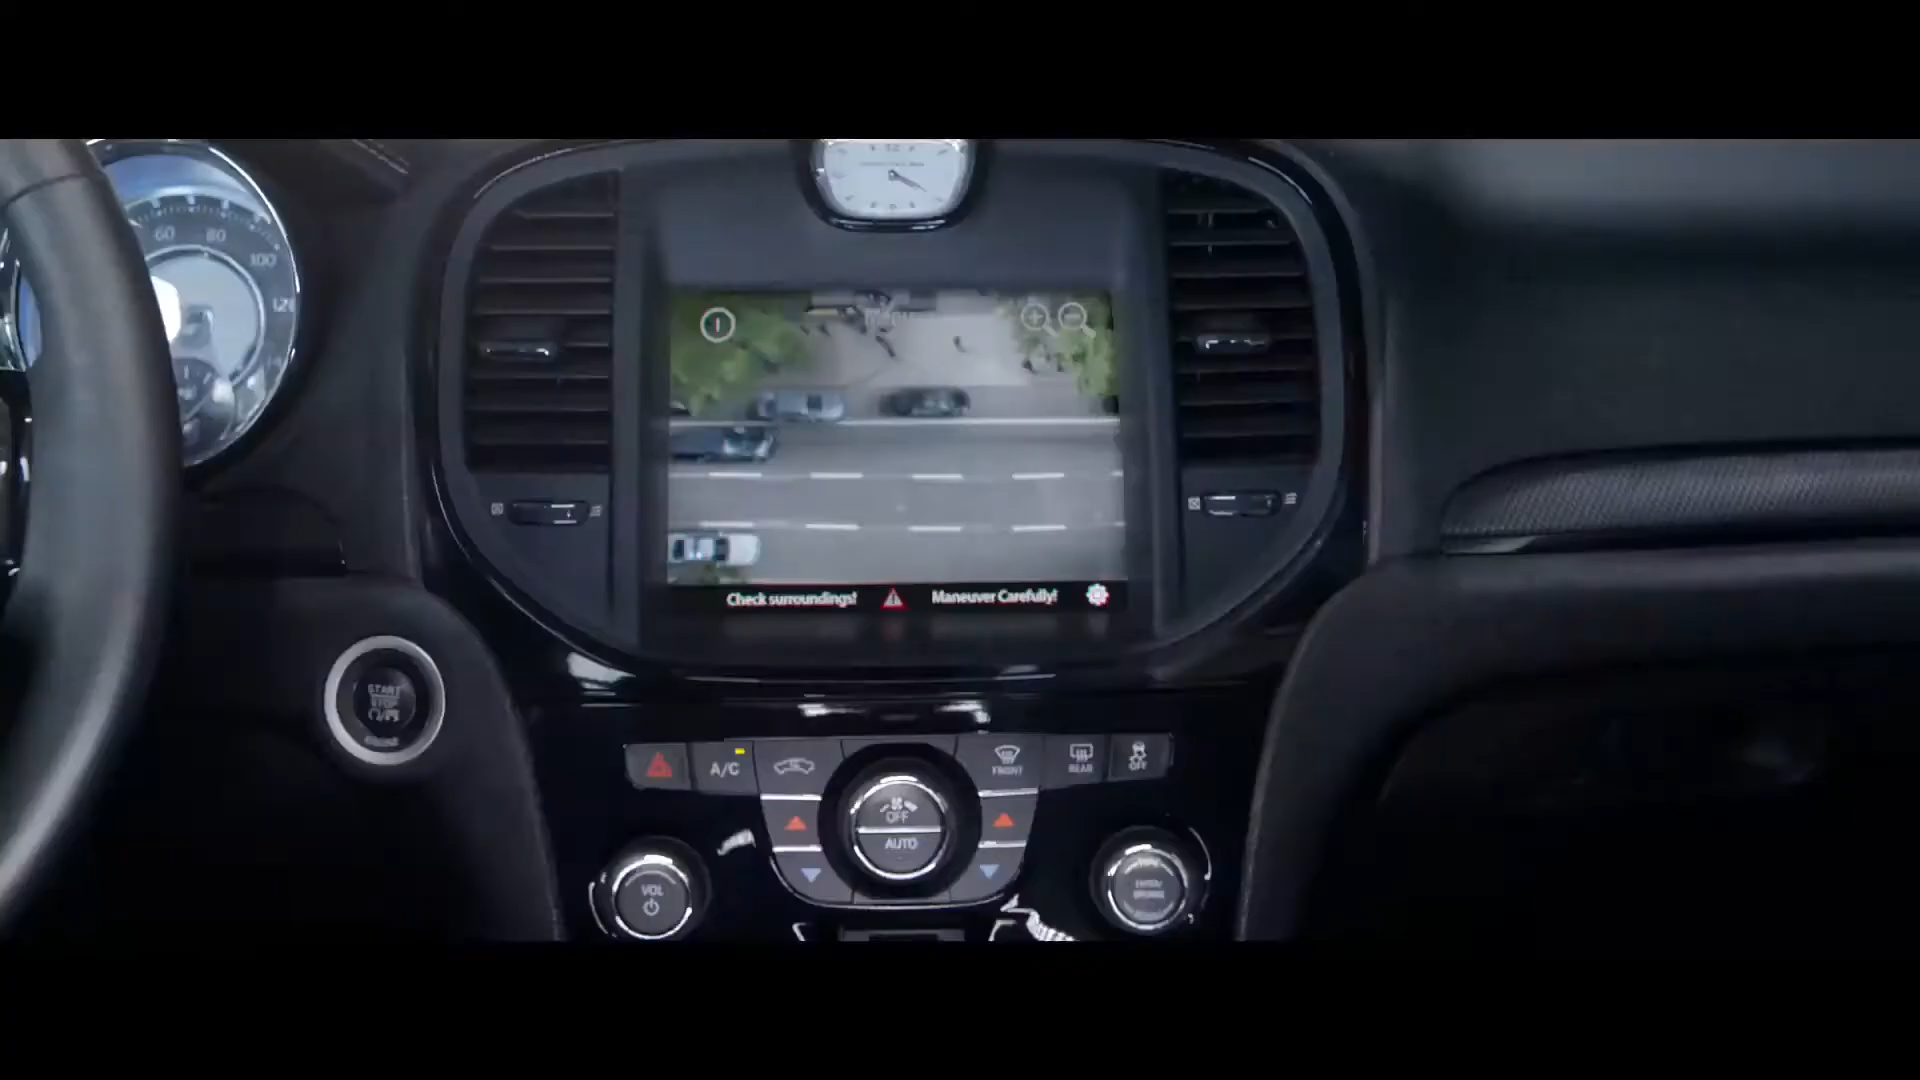 60 80
100
120
Check surroundings! Maneuver Carefully!
START
STOP
A/C
FRONT
REAR
OFF
OFF
AUTO
VOL